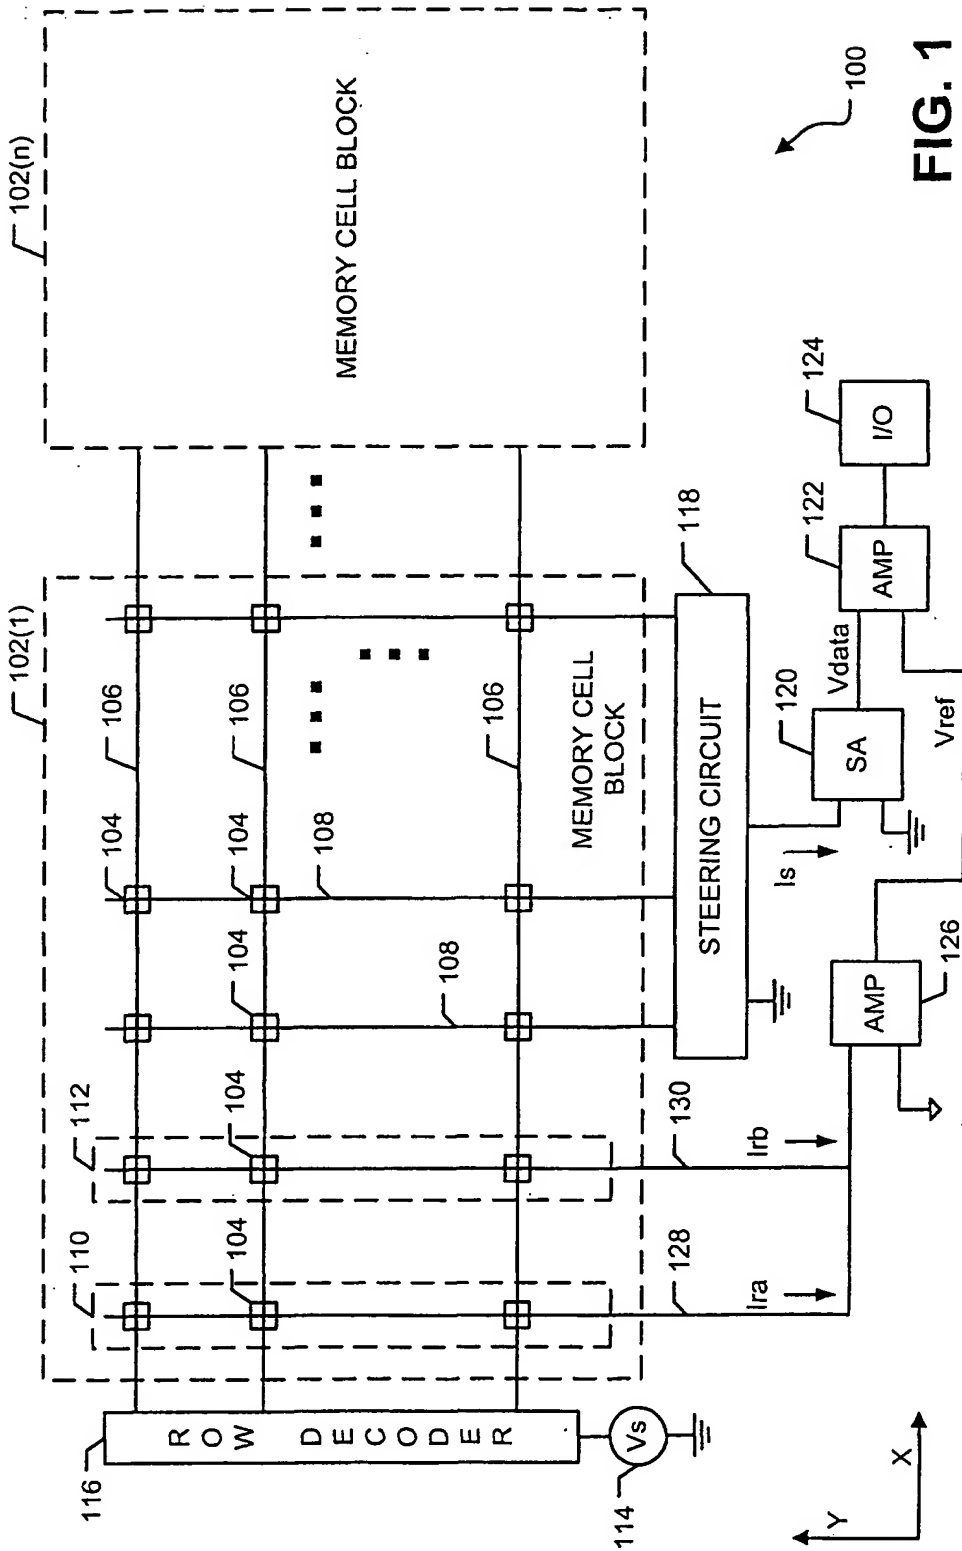 102(1)
102(n)
110
112
104
106
104
104
104
104
106
108
108
106
MEMORY CELL BLOCK
MEMORY CELL
BLOCK
116
ROW DECODER
114
Vs
128
130
Ira
Irb
118
STEERING CIRCUIT
Is
120
SA
Vdata
122
AMP
124
I/O
126
AMP
Vref
Y
X
100
FIG. 1